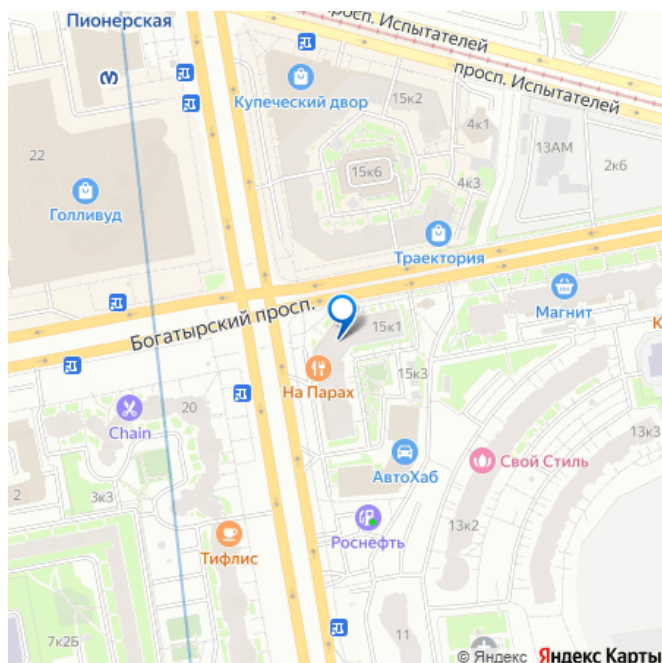 Пионерская
просп. Испытателей
просп. Испытателей
Купеческий двор
15к2
4к1
22
13АМ
2к6
15к6
4к3
Голливуд
Траектория
Богатырский просп.
Магнит
15к1
К
На Парах
15к3
20
Chain
13к3
Свой Стиль
АвтоХаб
2
3к3
13к2
Роснефть
Тифлис
7к2Б
11
© Яндекс Яндекс Карты